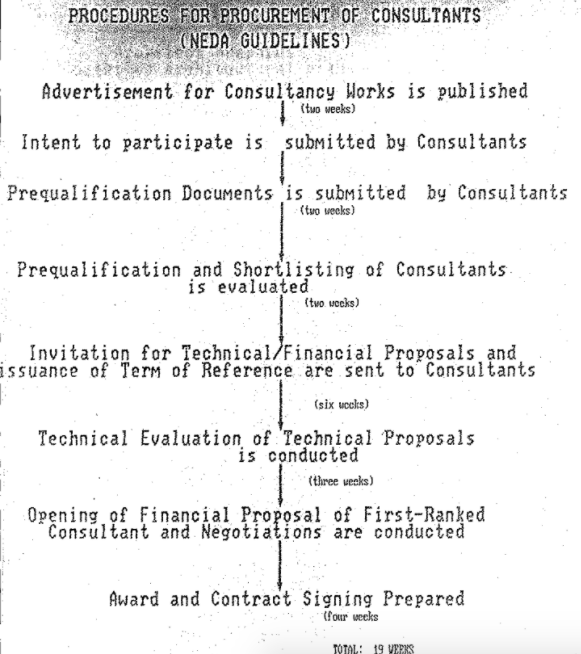 PROCEDURES FOR PROCUREMENT OF CONSULTANTS
(NEDA GUIDELINES)
Advertisement for Consultancy Works is published
(two weeks)
Intent to participate is submitted by Consultants
Prequalification Documents is submitted by Consultants
(two weeks)
Prequalification and Shortlisting of Consultants
is evaluated
(two weeks)
Invitation for Technical/Financial Proposals and
issuance of Term of Reference are sent to Consultants
(six weeks)
Technical Evaluation of Technical Proposals
is conducted
(three weeks)
Opening of Financial Proposal of First-Ranked
Consultant and Negotiations are conducted
Award and Contract Signing Prepared
(four weeks
TOTAL: 19 WEEKS